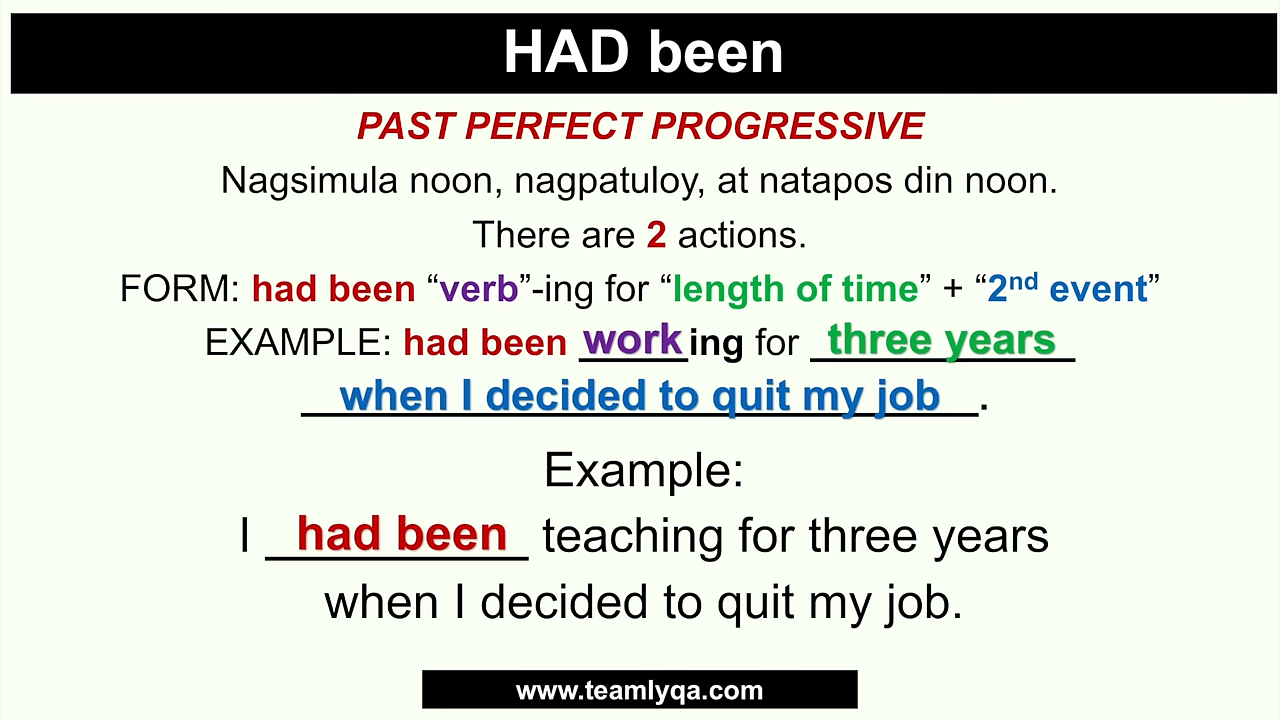 HAD been
PAST PERFECT PROGRESSIVE
Nagsimula noon, nagpatuloy, at natapos din noon.
There are 2 actions.
FORM: had been “verb”-ing for “length of time” + “2nd event”
EXAMPLE: had been working for three years
when I decided to quit my job.
Example:
I had been teaching for three years
when I decided to quit my job.
www.teamlyqa.com